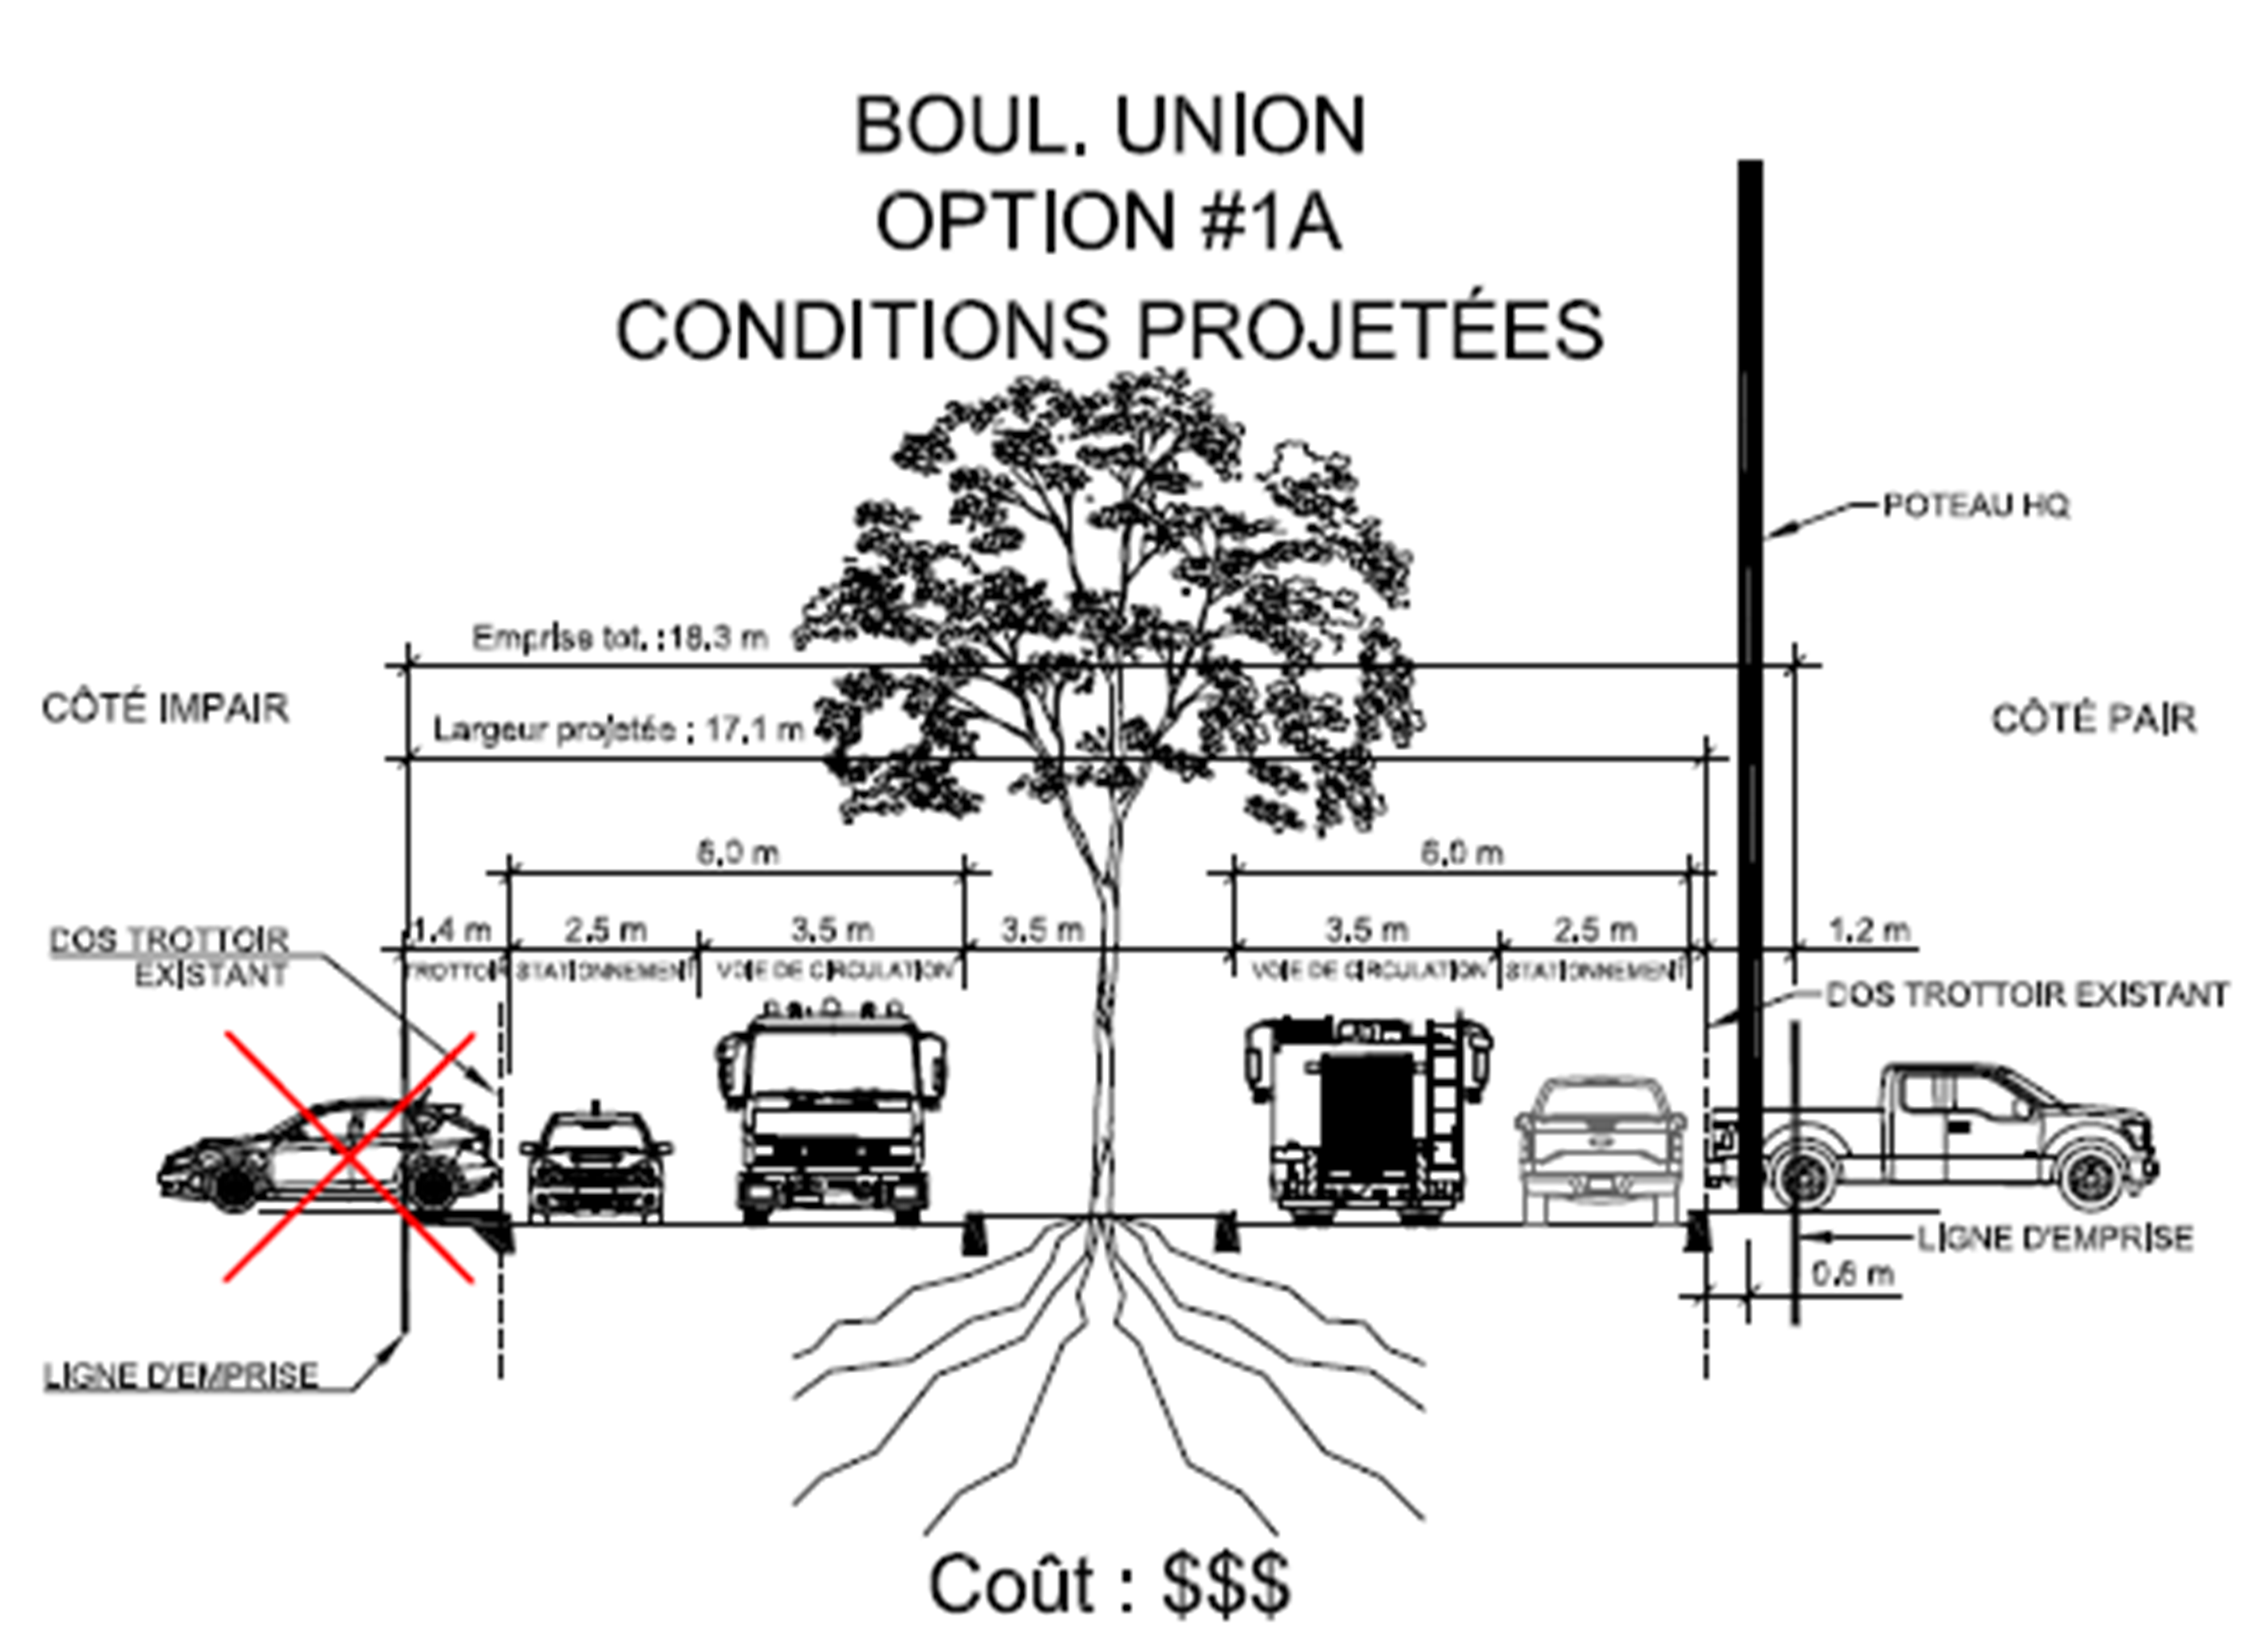 BOUL. UNION
OPTION #1A
CONDITIONS PROJETÉES
POTEAU HQ
Emprise tot. :18.3 m
CÔTÉ IMPAIR
CÔTÉ PAIR
Largeur projetée : 17.1 m
6.0 m
6.0 m
1.4 m
2.5 m
3.5 m
3.5 m
3.5 m
2.5 m
1.2 m
DOS TROTTOIR
EXISTANT
TROTTOIR
STATIONNEMENT
VOIE DE CIRCULATION
VOIE DE CIRCULATION
STATIONNEMENT
DOS TROTTOIR EXISTANT
LIGNE D'EMPRISE
0.6 m
LIGNE D'EMPRISE
Coût : $$$